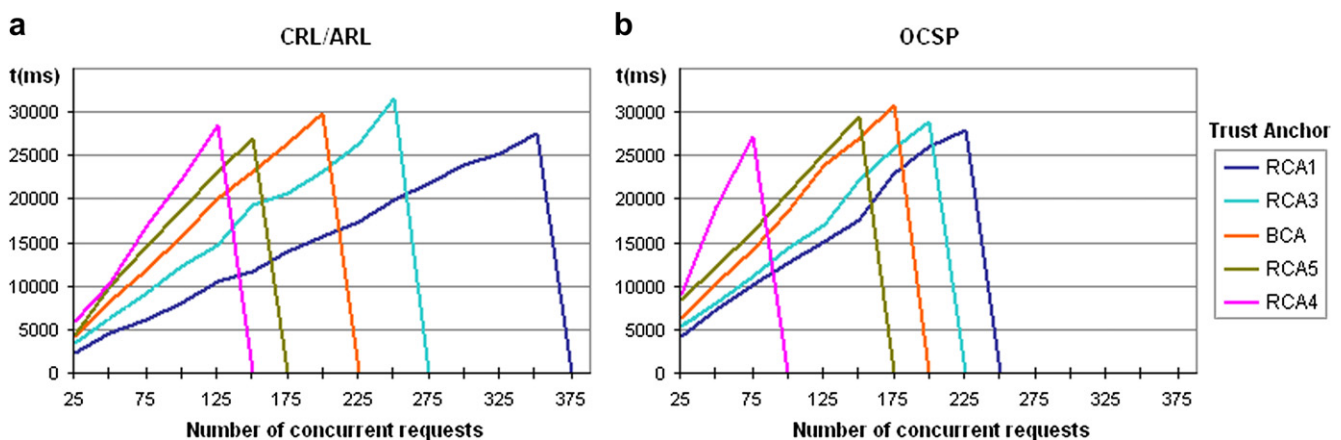 a
CRL/ARL
t(ms)
30000
25000
20000
15000
10000
5000
0
25 75 125 175 225 275 325 375
Number of concurrent requests
b
OCSP
t(ms)
30000
25000
20000
15000
10000
5000
0
25 75 125 175 225 275 325 375
Number of concurrent requests
Trust Anchor
RCA1
RCA3
BCA
RCA5
RCA4